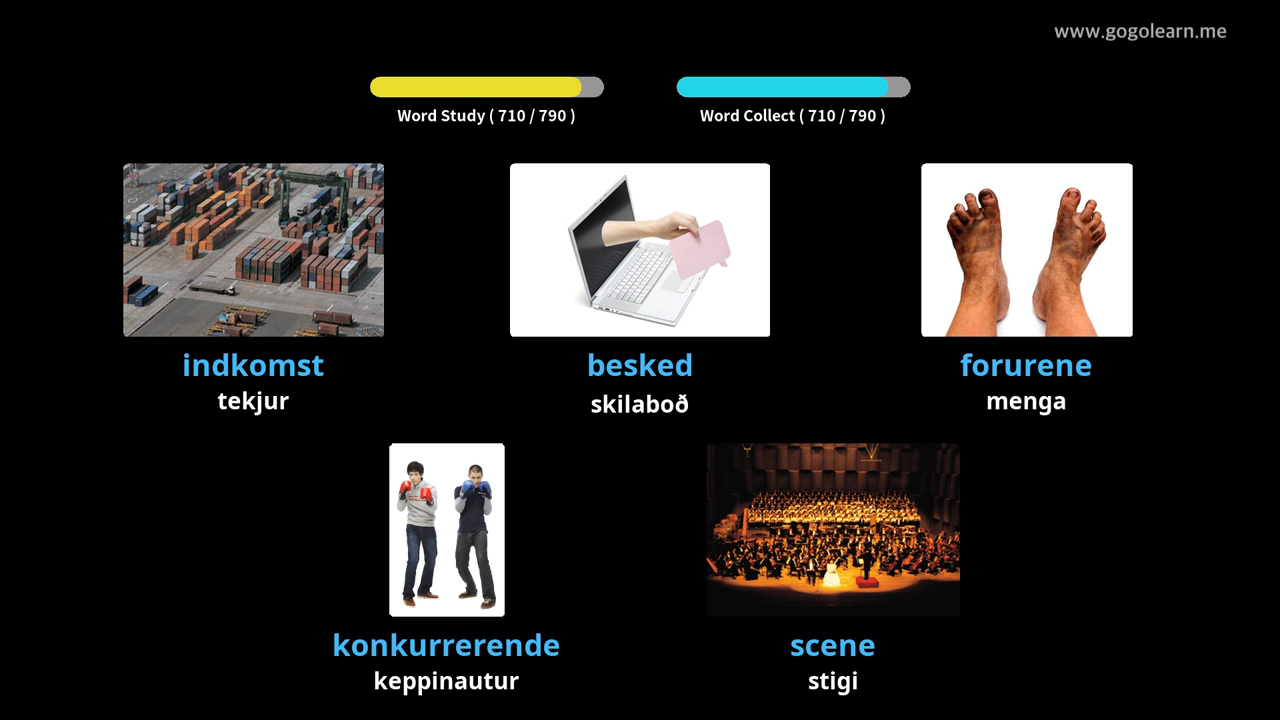 www.gogolearn.me
Word Study ( 710 / 790 )
Word Collect ( 710 / 790 )
indkomst
tekjur
besked
skilaboð
forurene
menga
konkurrerende
keppinautur
scene
stigi